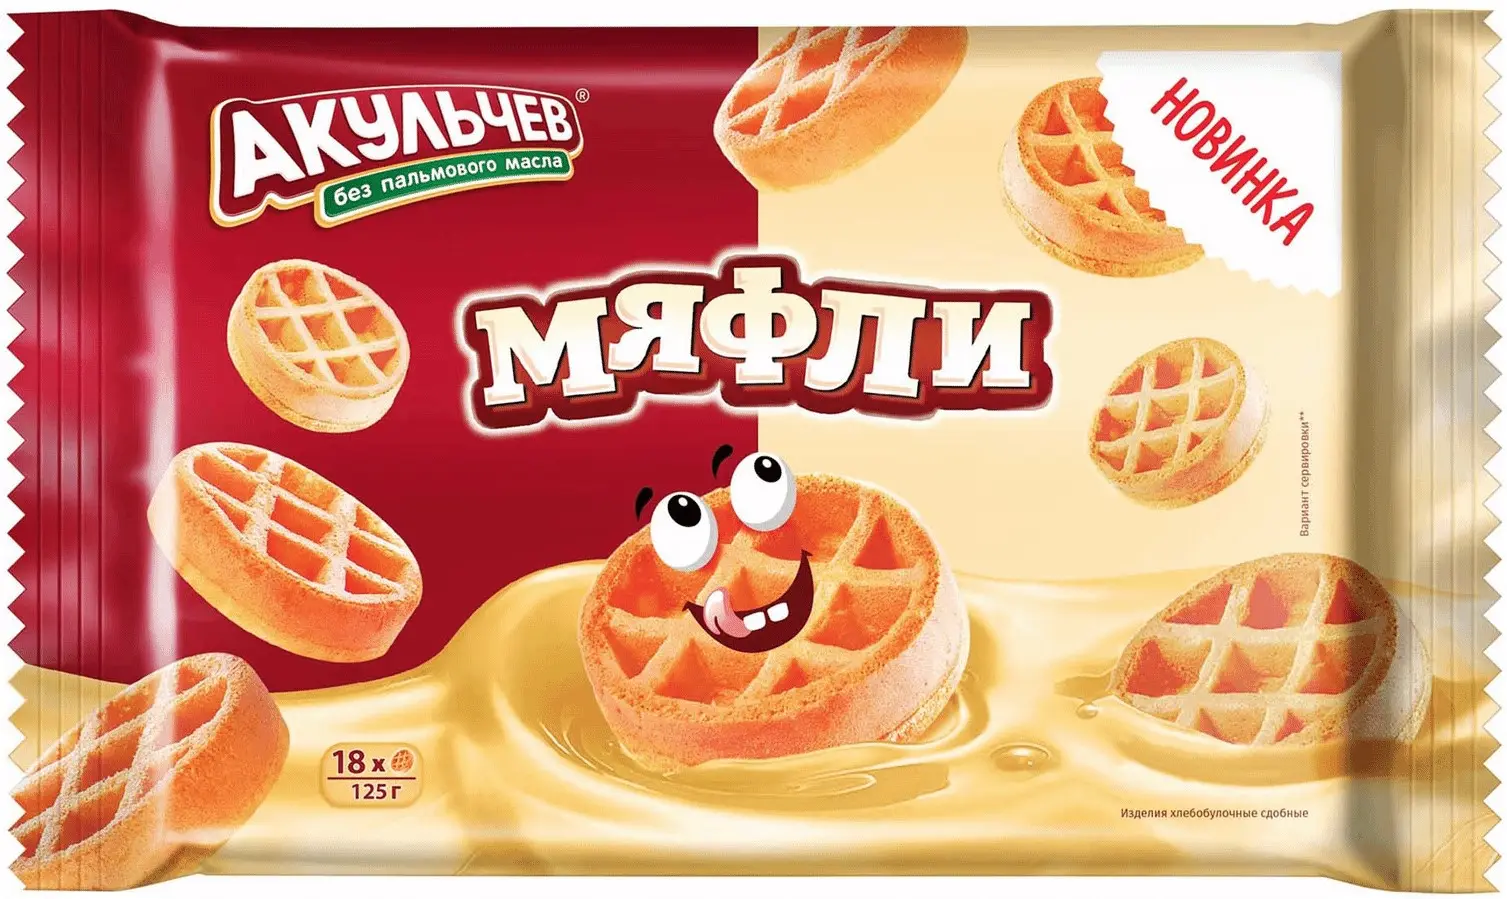 АКУЛЬЧЕВ®
без пальмового масла
НОВИНКА
МЯФЛИ
Вариант сервировки**
18 x
125 г
Изделия хлебобулочные сдобные